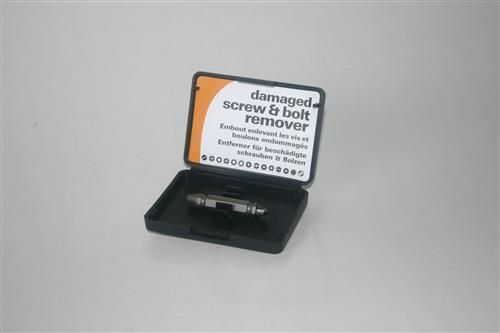 damaged
screw & bolt
remover
Embout enlevant les vis et
boulons endommagés
Entferner für beschädigte
schrauben & Bolzen